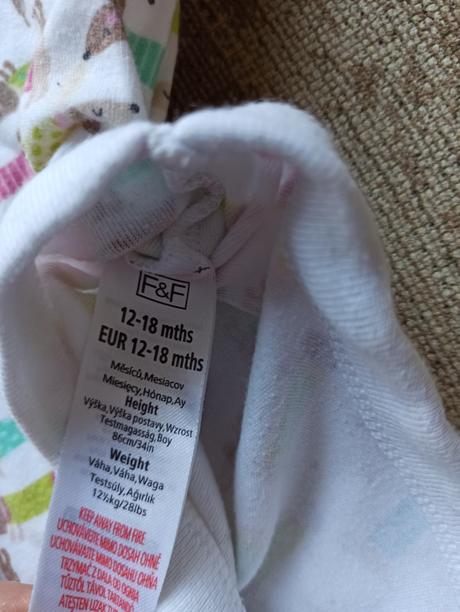 F&F
12-18 mths
EUR 12-18 mths
Měsíců,Mesiacov
Miesięcy,Hónap,Ay
Height
Výška,Výška postavy,Wzrost
Testmagasság,Boy
86cm/34in
Weight
Váha,Váha,Waga
Testsúly,Ağırlık
12½kg/28lbs
KEEP AWAY FROM FIRE
UCHOVÁVEJTE MIMO DOSAH OHNĚ
UCHOVÁVAJTE MIMO DOSAHU OHŇA
TRZYMAĆ Z DALA OD OGNIA
TŰZTŐL TÁVOL TARTANDÓ
ATEŞTEN UZAK